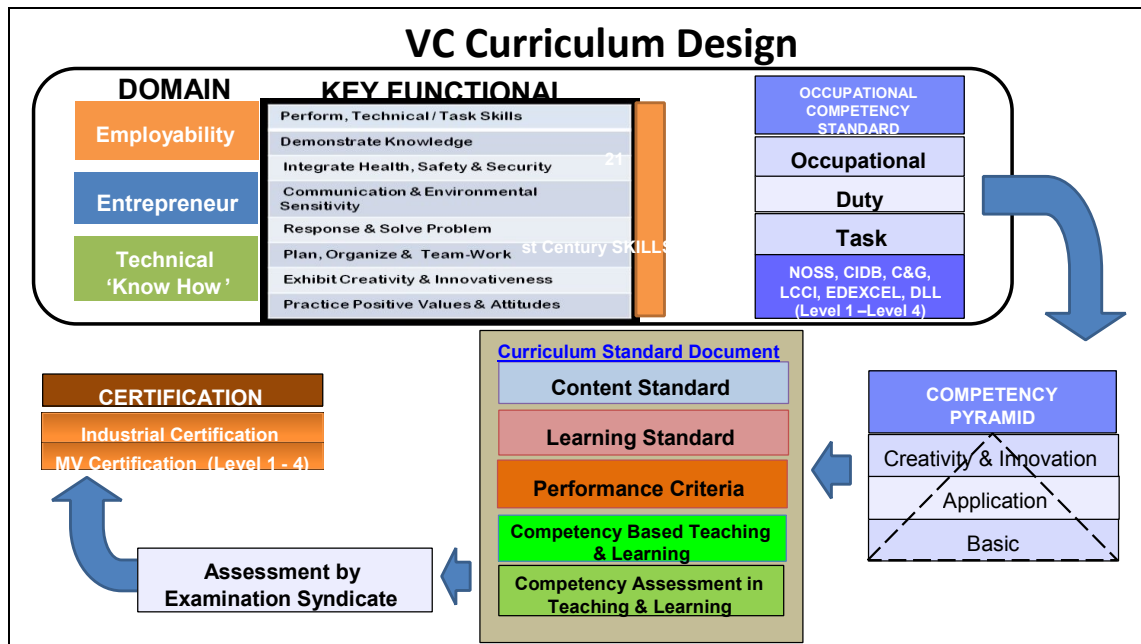 VC Curriculum Design
DOMAIN
Employability
Entrepreneur
Technical
‘Know How’
KEY FUNCTIONAL
Perform, Technical / Task Skills
Demonstrate Knowledge
Integrate Health, Safety & Security
Communication & Environmental
Sensitivity
Response & Solve Problem
Plan, Organize & Team-Work
Exhibit Creativity & Innovativeness
Practice Positive Values & Attitudes
21
st Century SKILLS
OCCUPATIONAL
COMPETENCY
STANDARD
Occupational
Duty
Task
NOSS, CIDB, C&G,
LCCI, EDEXCEL, DLL
(Level 1 –Level 4)
COMPETENCY
PYRAMID
Creativity & Innovation
Application
Basic
Curriculum Standard Document
Content Standard
Learning Standard
Performance Criteria
Competency Based Teaching
& Learning
Competency Assessment in
Teaching & Learning
Assessment by
Examination Syndicate
CERTIFICATION
Industrial Certification
MV Certification (Level 1 - 4)